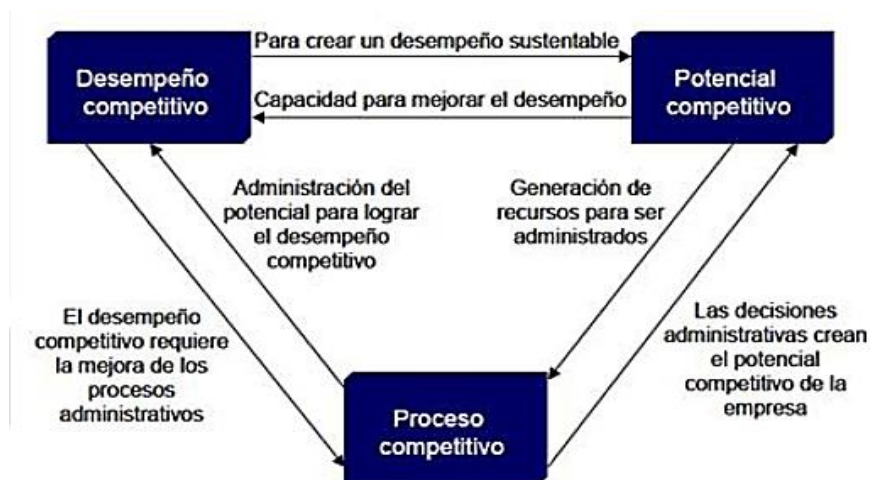 Para crear un desempeño sustentable
Desempeño
competitivo
Potencial
competitivo
Capacidad para mejorar el desempeño
Administración del
potencial para lograr
el desempeño
competitivo
Generación de
recursos para ser
administrados
El desempeño
competitivo requiere
la mejora de los
procesos
administrativos
Las decisiones
administrativas crean
el potencial
competitivo de la
empresa
Proceso
competitivo